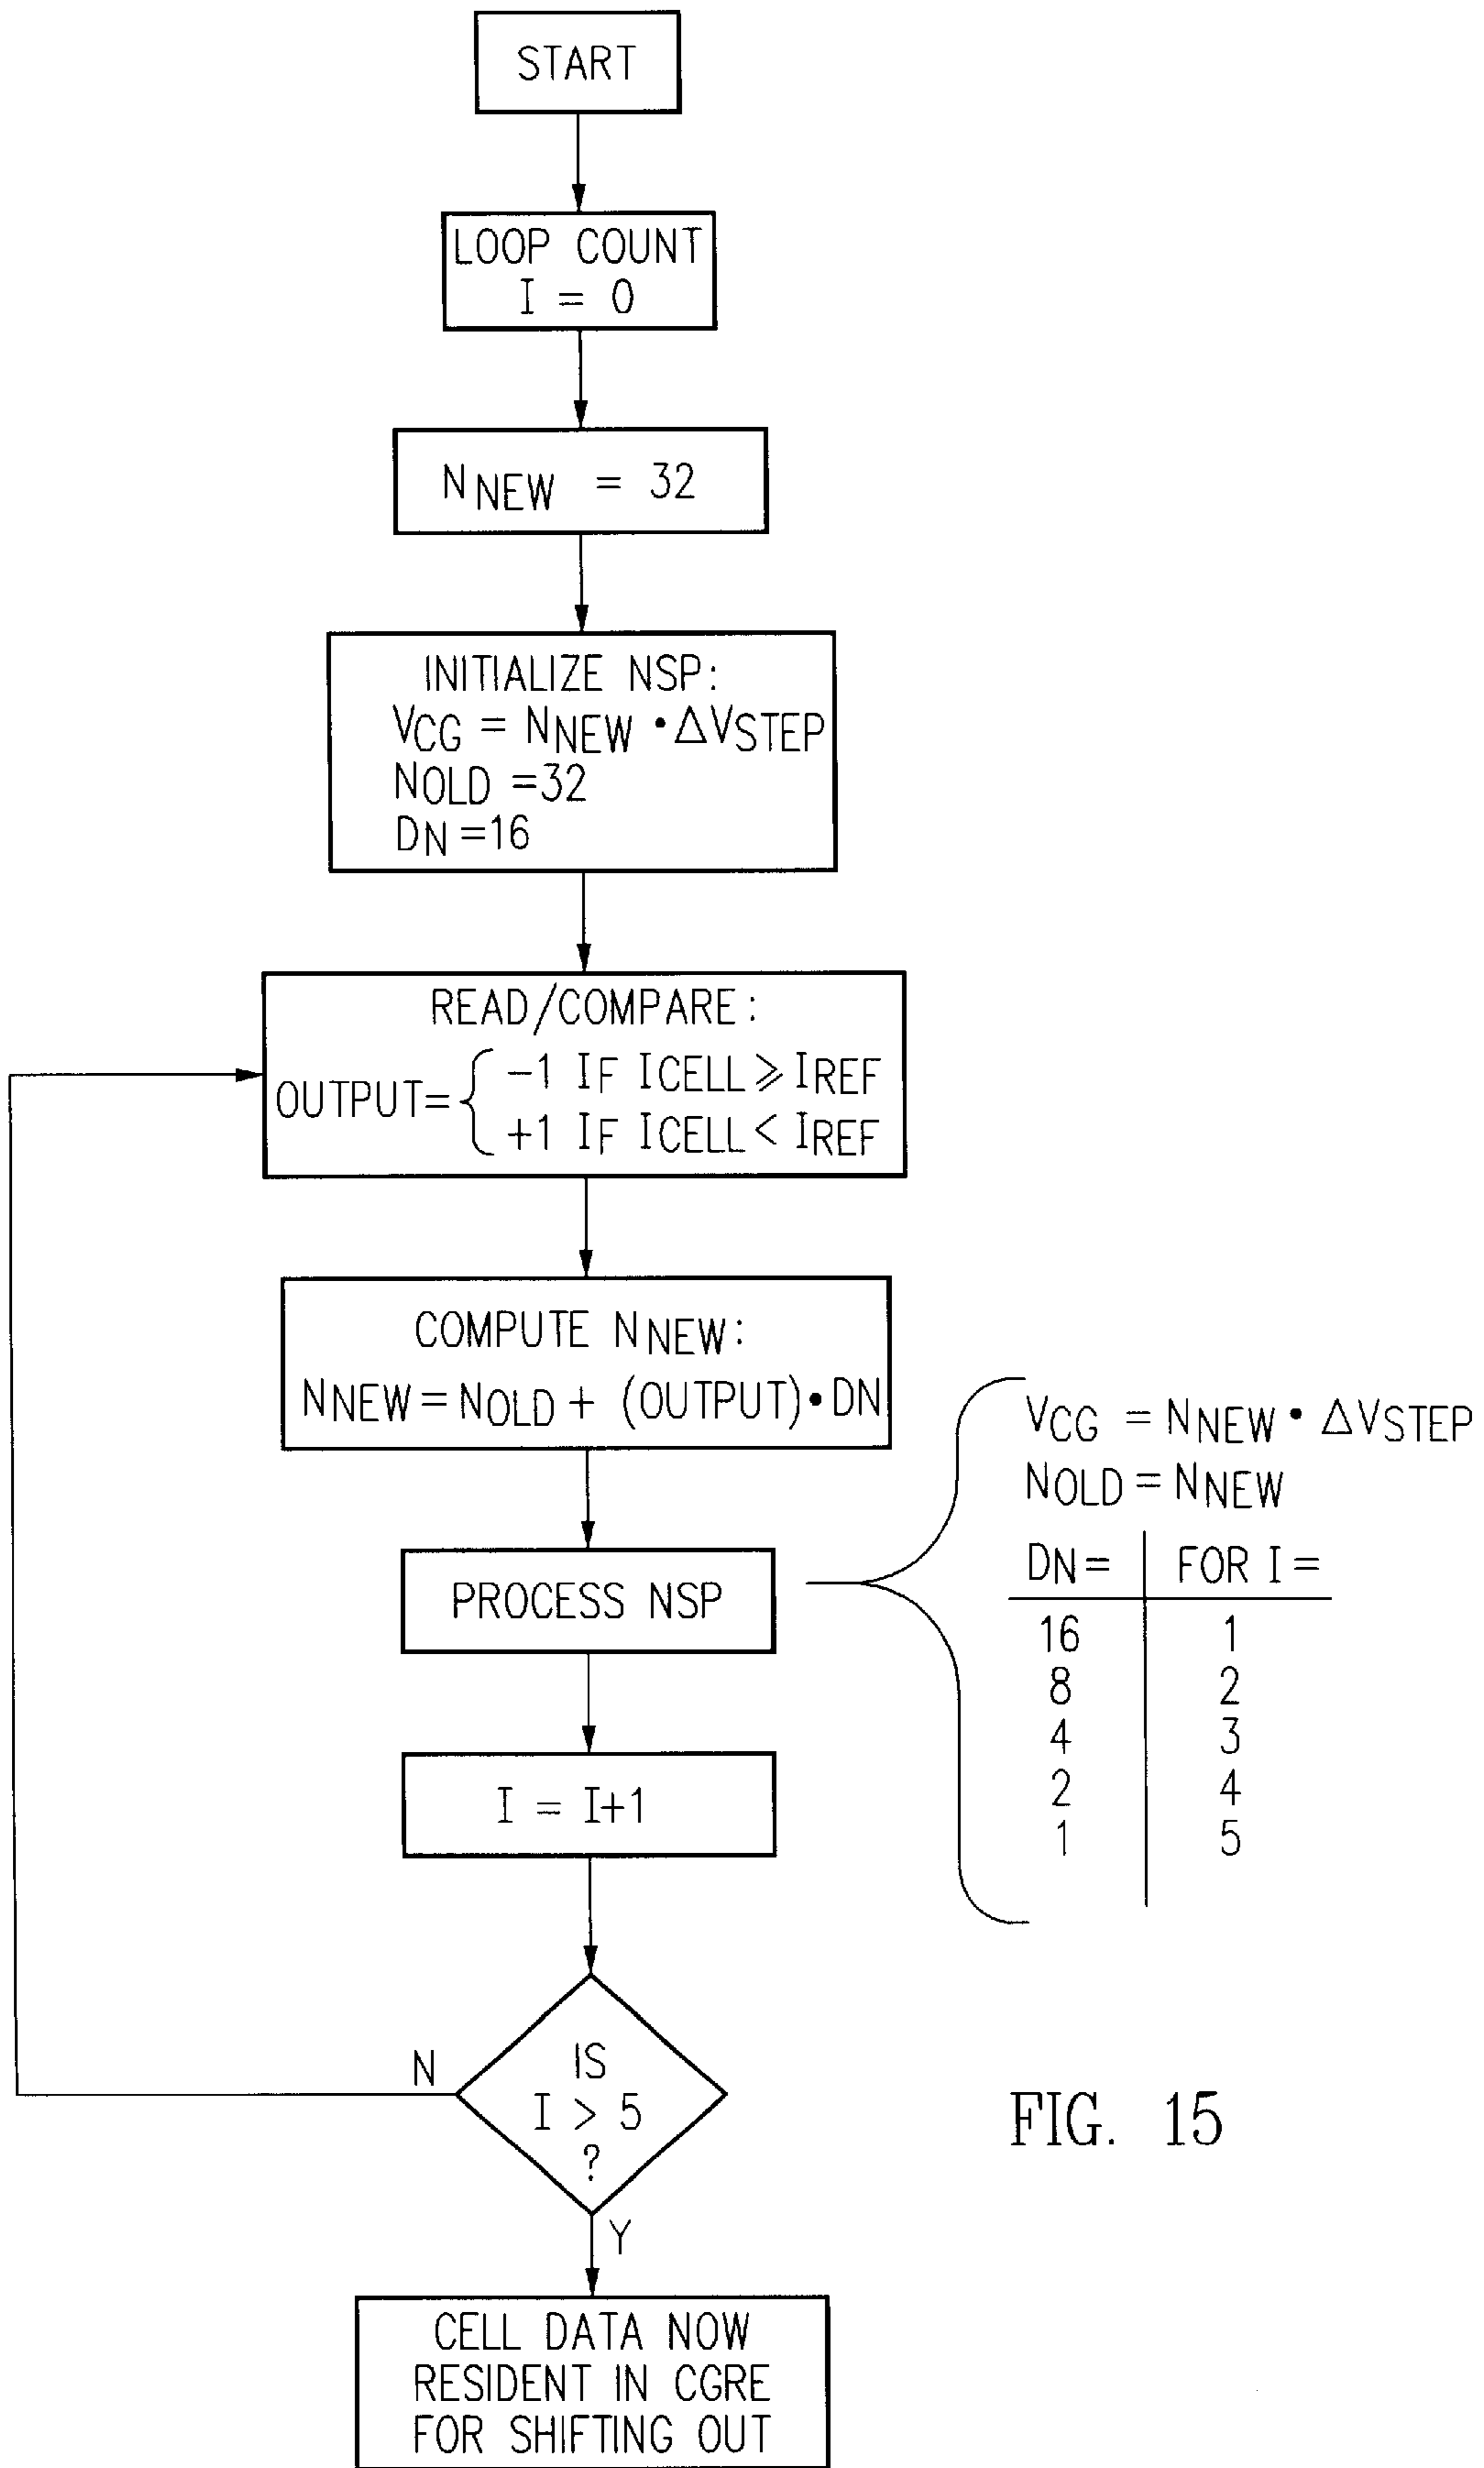 START
LOOP COUNT
I = 0
N NEW = 32
INITIALIZE NSP:
VCG = NNEW • ΔVSTEP
NOLD =32
DN=16
READ/COMPARE:
OUTPUT= { -1 IF ICELL ⩾ IREF
+1 IF ICELL < IREF
COMPUTE NNEW:
NNEW = NOLD + (OUTPUT)• DN
PROCESS NSP
VCG = NNEW • ΔVSTEP
NOLD = NNEW
DN= FOR I=
16 1
8 2
4 3
2 4
1 5
I = I+1
IS
I > 5
?
N
Y
CELL DATA NOW
RESIDENT IN CGRE
FOR SHIFTING OUT
FIG. 15